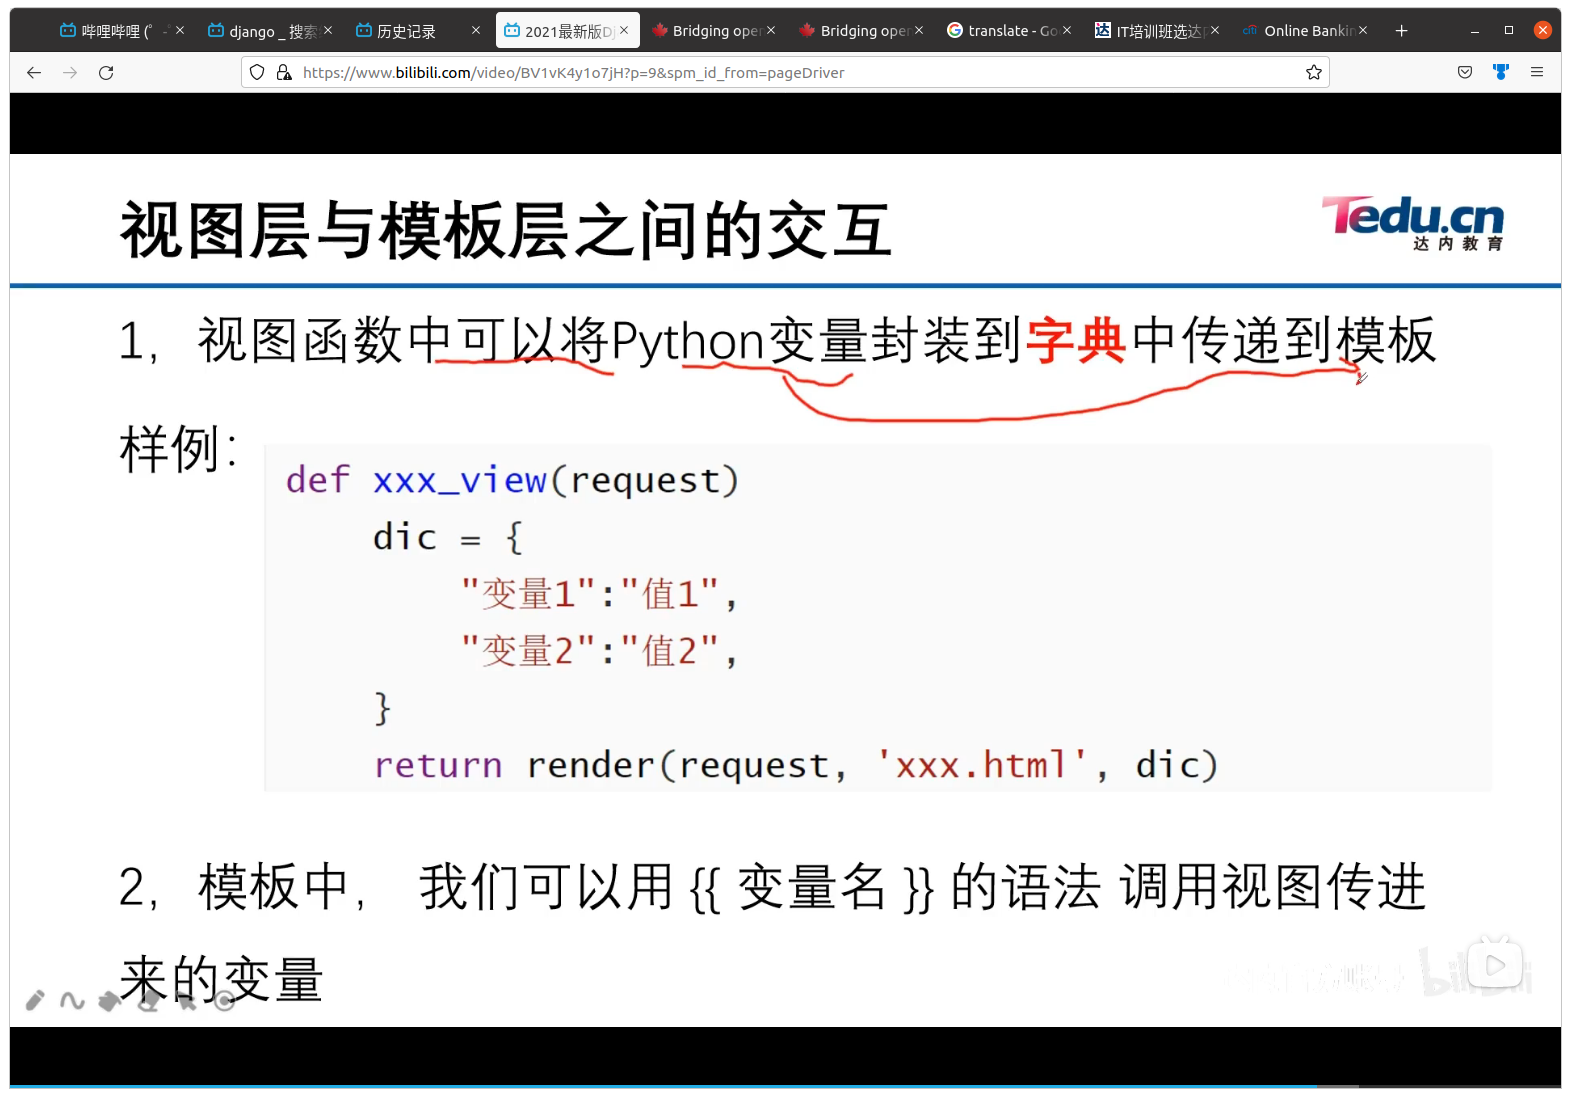 哔哩哔哩 (゜-゜
django _ 搜索
历史记录
2021最新版Dj
Bridging oper
Bridging oper
translate - Go
IT培训班选达内
citi Online Bankin
https://www.bilibili.com/video/BV1vK4y1o7jH?p=9&spm_id_from=pageDriver
视图层与模板层之间的交互
Tedu.cn
达内教育
1，视图函数中可以将Python变量封装到字典中传递到模板
样例：
def xxx_view(request)
dic = {
"变量1":"值1",
"变量2":"值2",
}
return render(request, 'xxx.html', dic)
2，模板中， 我们可以用 {{ 变量名 }} 的语法 调用视图传进
来的变量
bilibili